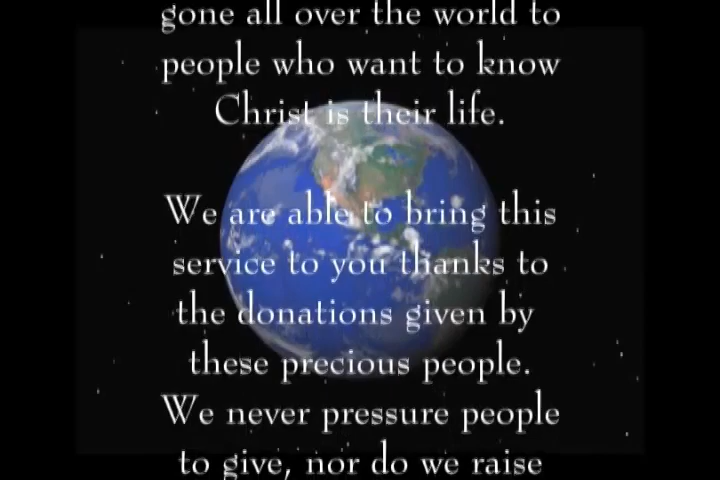 gone all over the world to
people who want to know
Christ is their life.
We are able to bring this
service to you thanks to
the donations given by
these precious people.
We never pressure people
to give, nor do we raise